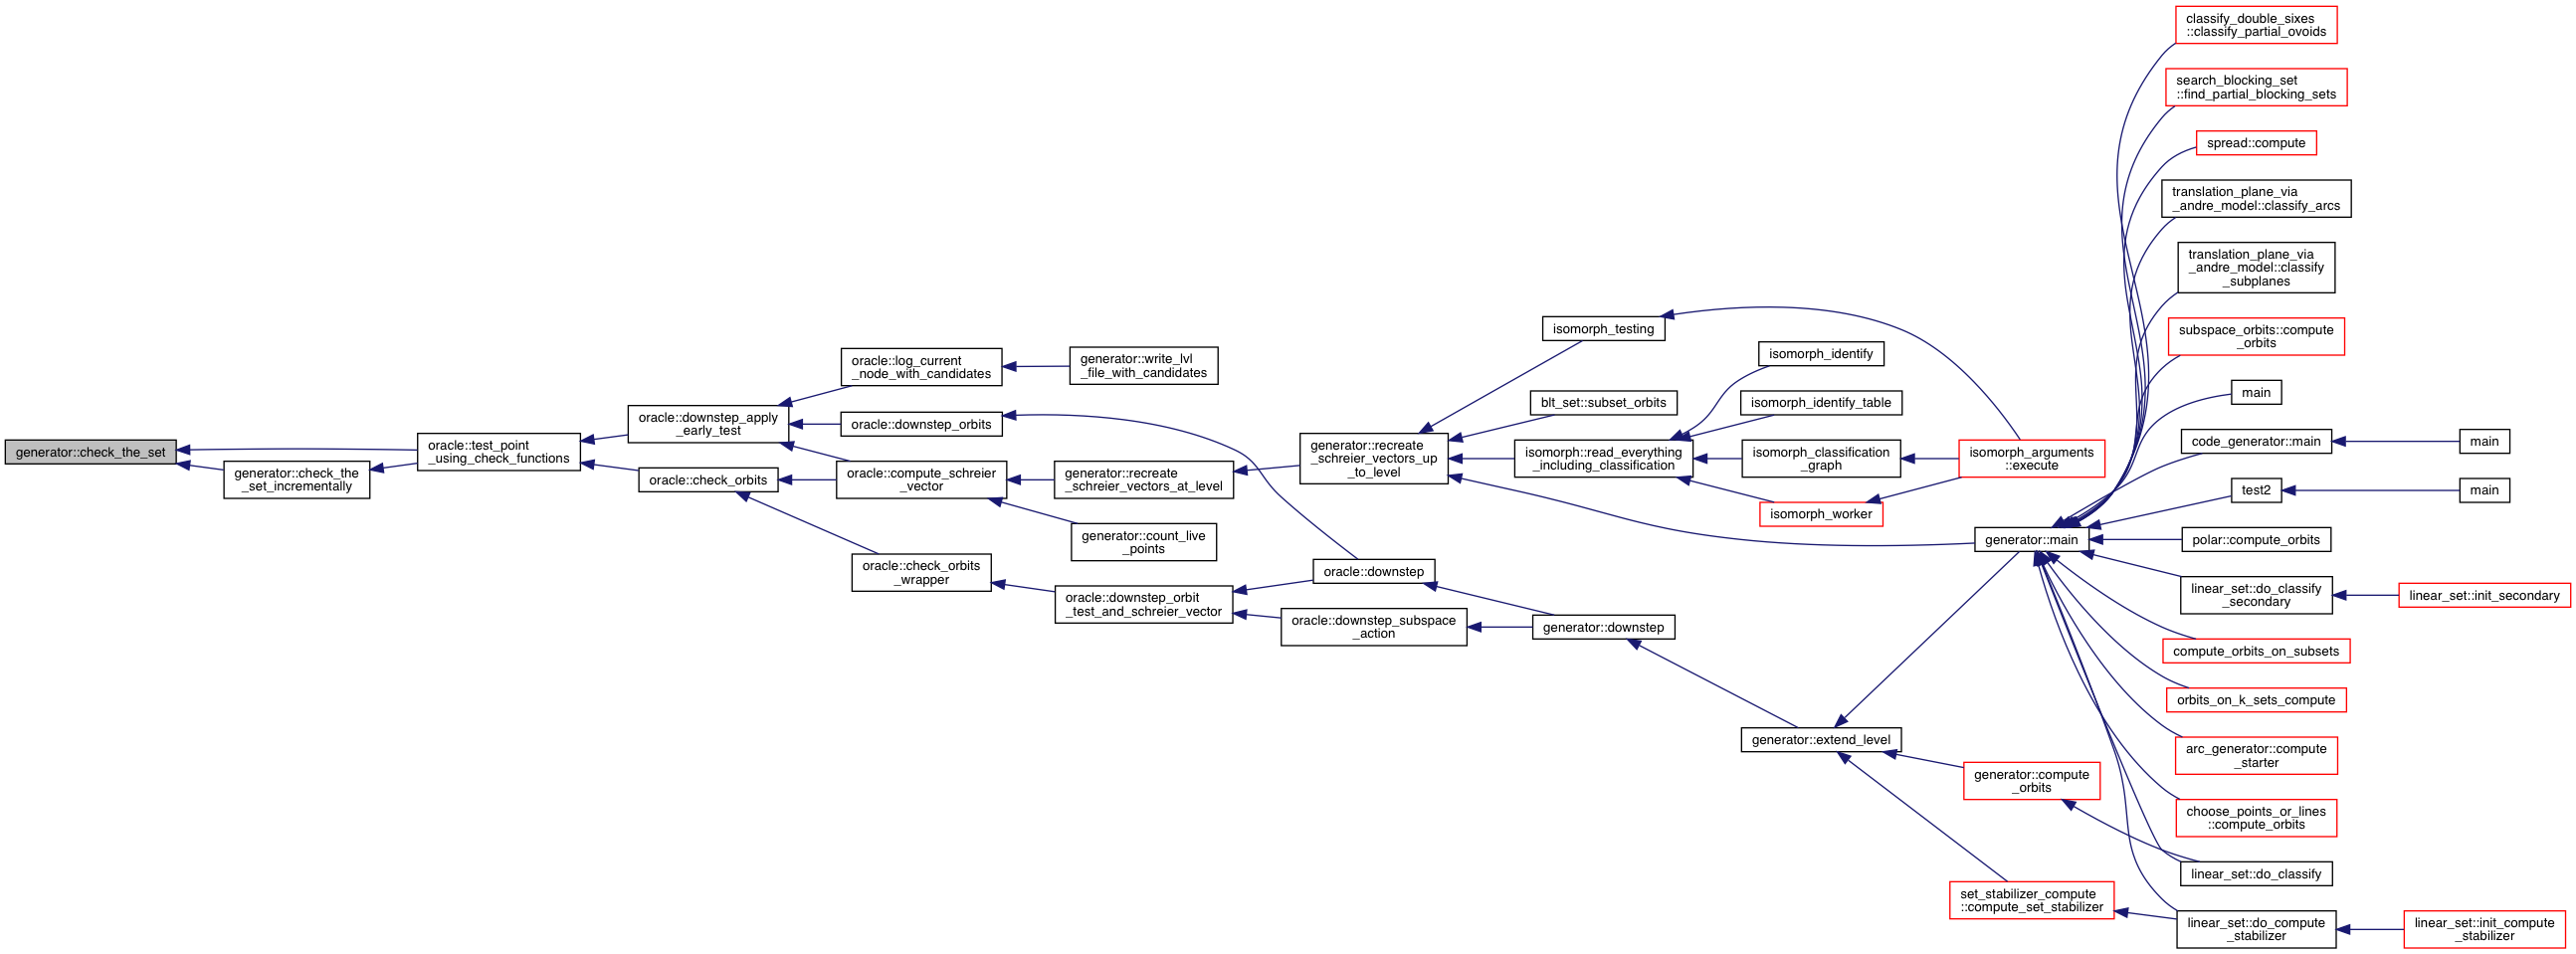 generator::check_the_set
generator::check_the
_set_incrementally
oracle::test_point
_using_check_functions
oracle::downstep_apply
_early_test
oracle::check_orbits
oracle::log_current
_node_with_candidates
oracle::downstep_orbits
oracle::compute_schreier
_vector
oracle::check_orbits
_wrapper
generator::write_lvl
_file_with_candidates
generator::recreate
_schreier_vectors_at_level
generator::count_live
_points
oracle::downstep_orbit
_test_and_schreier_vector
generator::recreate
_schreier_vectors_up
_to_level
oracle::downstep
oracle::downstep_subspace
_action
isomorph_testing
blt_set::subset_orbits
isomorph::read_everything
_including_classification
generator::downstep
isomorph_identify
isomorph_identify_table
isomorph_classification
_graph
isomorph_worker
generator::extend_level
isomorph_arguments
::execute
generator::main
generator::compute
_orbits
set_stabilizer_compute
::compute_set_stabilizer
classify_double_sixes
::classify_partial_ovoids
search_blocking_set
::find_partial_blocking_sets
spread::compute
translation_plane_via
_andre_model::classify_arcs
translation_plane_via
_andre_model::classify
_subplanes
subspace_orbits::compute
_orbits
main
code_generator::main
main
test2
main
polar::compute_orbits
linear_set::do_classify
_secondary
linear_set::init_secondary
compute_orbits_on_subsets
orbits_on_k_sets_compute
arc_generator::compute
_starter
choose_points_or_lines
::compute_orbits
linear_set::do_classify
linear_set::do_compute
_stabilizer
linear_set::init_compute
_stabilizer